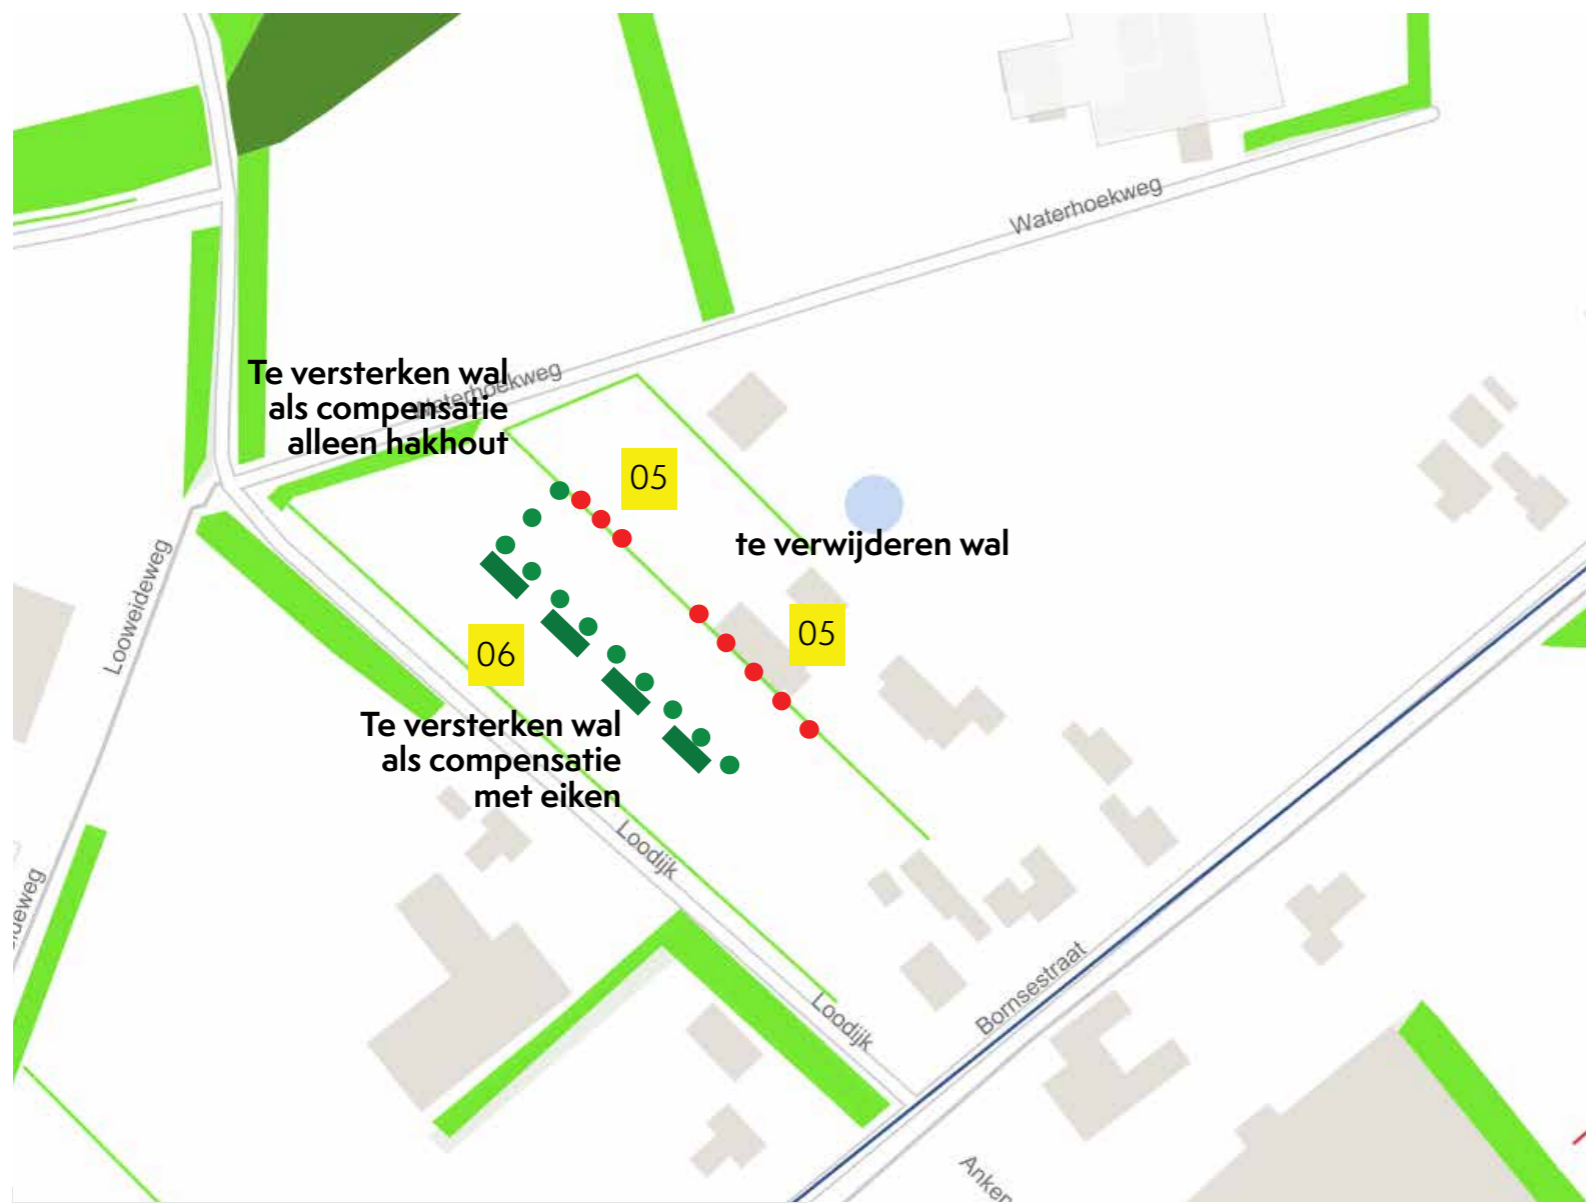 Waterhoekweg
Te versterken wal
als compensatie
alleen hakhout
Waterhoekweg
05
te verwijderen wal
Looweideweg
05
06
Te versterken wal
als compensatie
met eiken
Loodijk
Loodijk
Bornsestraat